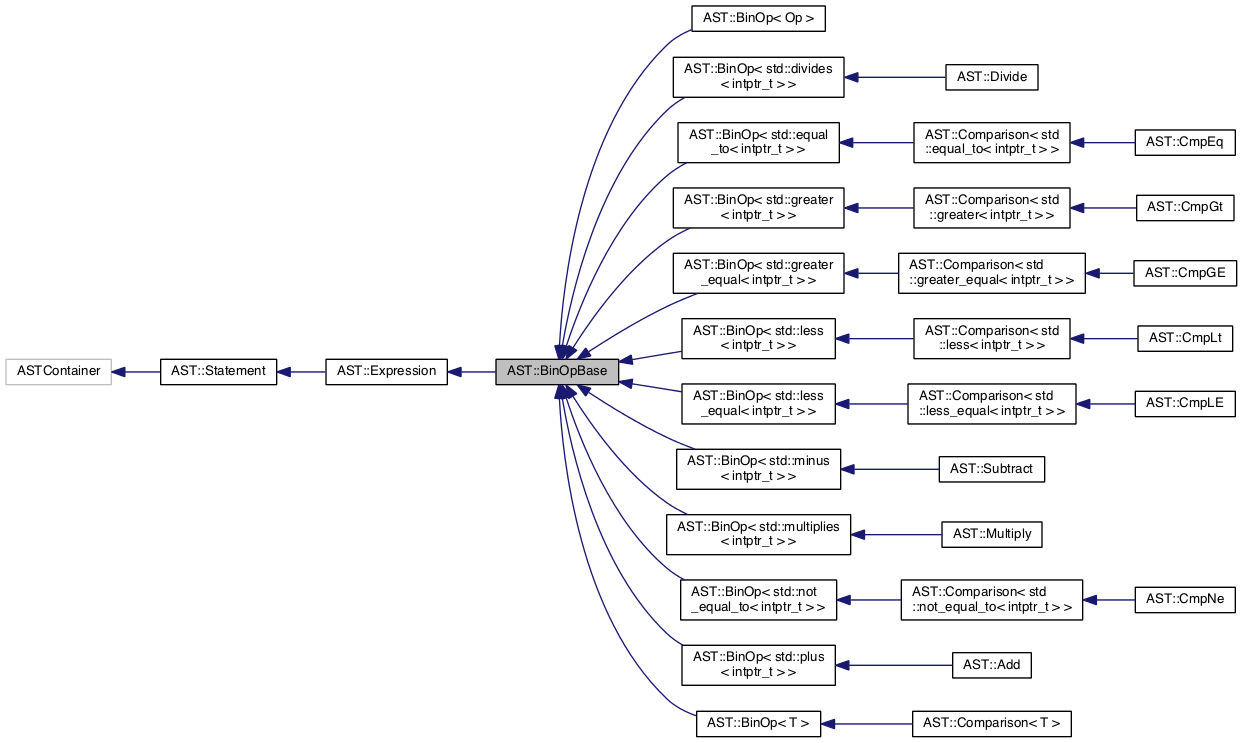 AST::BinOp< Op >
AST::BinOp< std::divides
< intptr_t > >
AST::Divide
AST::BinOp< std::equal
_to< intptr_t > >
AST::Comparison< std
::equal_to< intptr_t > >
AST::CmpEq
AST::BinOp< std::greater
< intptr_t > >
AST::Comparison< std
::greater< intptr_t > >
AST::CmpGt
AST::BinOp< std::greater
_equal< intptr_t > >
AST::Comparison< std
::greater_equal< intptr_t > >
AST::CmpGE
AST::BinOp< std::less
< intptr_t > >
AST::Comparison< std
::less< intptr_t > >
AST::CmpLt
ASTContainer
AST::Statement
AST::Expression
AST::BinOpBase
AST::BinOp< std::less
_equal< intptr_t > >
AST::Comparison< std
::less_equal< intptr_t > >
AST::CmpLE
AST::BinOp< std::minus
< intptr_t > >
AST::Subtract
AST::BinOp< std::multiplies
< intptr_t > >
AST::Multiply
AST::BinOp< std::not
_equal_to< intptr_t > >
AST::Comparison< std
::not_equal_to< intptr_t > >
AST::CmpNe
AST::BinOp< std::plus
< intptr_t > >
AST::Add
AST::BinOp< T >
AST::Comparison< T >